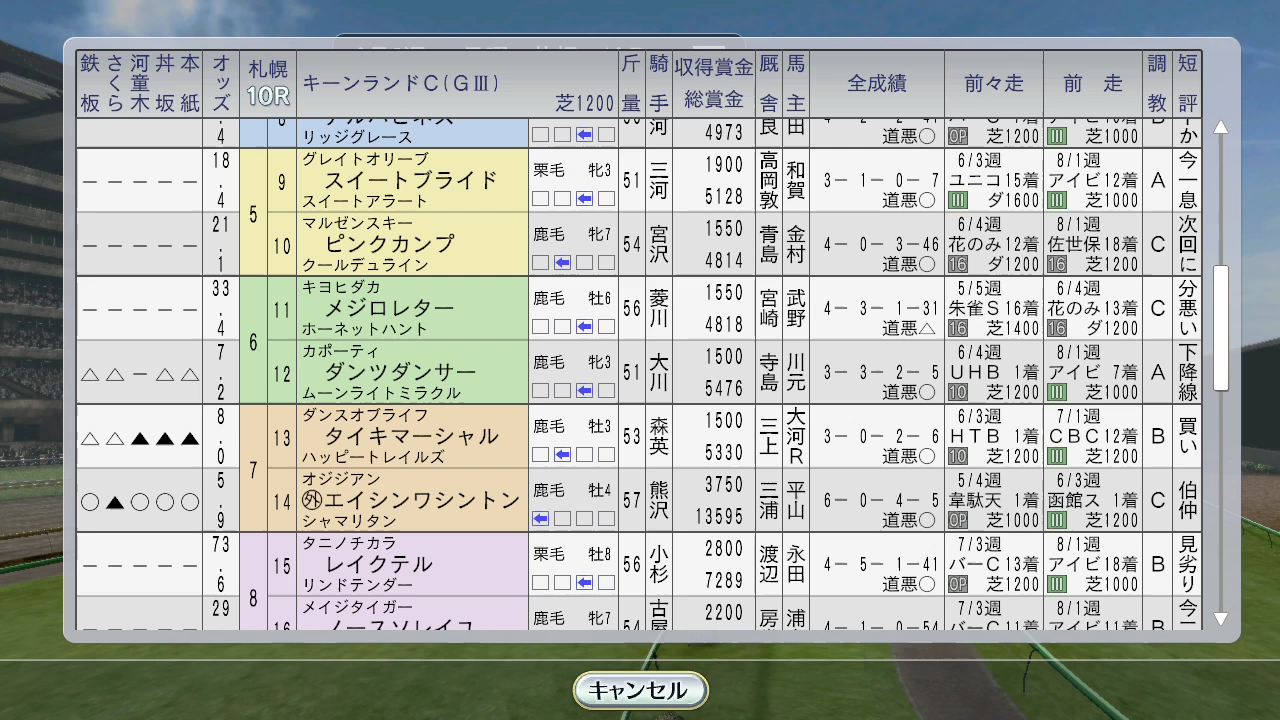 鉄板 さくら 河童木 丼坂 本紙 オッズ 札幌 10R キーンランドC(GⅢ) 芝1200 斤量 騎手 収得賞金 総賞金 厩舎 馬主 全成績 前々走 前 走 調教 短評
.4 リッジグレース 河 4973 良 田 道悪○ OP 芝1200 Ⅲ 芝1000 か
－－－－－ 18.4 5 9 グレイトオリーブ 栗毛 牝3 51 三河 1900 高岡敦 和賀 3－ 1－ 0－ 7 6/3週 8/1週 A 今一息
スイートブライド ユニコ15着 アイビ12着
スイートアラート 5128 道悪○ Ⅲ ダ1600 Ⅲ 芝1000
－－－－－ 21.1 10 マルゼンスキー 鹿毛 牝7 54 宮沢 1550 青島 金村 4－ 0－ 3－46 6/4週 8/1週 C 次回に
ピンクカンプ 花のみ12着 佐世保18着
クールデュライン 4814 道悪○ 16 ダ1200 16 芝1200
－－－－－ 33.4 6 11 キヨヒダカ 鹿毛 牡6 56 菱川 1550 宮崎 武野 4－ 3－ 1－31 5/5週 6/4週 C 分悪い
メジロレター 朱雀S 16着 花のみ13着
ホーネットハント 4818 道悪△ 16 芝1400 16 ダ1200
△△－△△ 7.2 12 カポーティ 鹿毛 牝3 51 大川 1500 寺島 川元 3－ 3－ 2－ 5 6/4週 8/1週 A 下降線
ダンツダンサー UHB 1着 アイビ 7着
ムーンライトミラクル 5476 道悪○ 10 芝1200 Ⅲ 芝1000
△△▲▲▲ 8.0 7 13 ダンスオブライフ 鹿毛 牡3 53 森英 1500 三上 大河R 3－ 0－ 2－ 6 6/3週 7/1週 B 買い
タイキマーシャル HTB 1着 CBC12着
ハッピートレイルズ 5330 道悪○ 10 芝1200 Ⅲ 芝1200
○▲○○○ 5.9 14 オジジアン 鹿毛 牡4 57 熊沢 3750 三浦 平山 6－ 0－ 4－ 5 5/4週 6/3週 C 伯仲
外エイシンワシントン 韋駄天 1着 函館ス 1着
シャマリタン 13595 道悪○ OP 芝1000 Ⅲ 芝1200
－－－－－ 73.6 8 15 タニノチカラ 栗毛 牡8 56 小杉 2800 渡辺 永田 4－ 5－ 1－41 7/3週 8/1週 B 見劣り
レイクテル バーC13着 アイビ18着
リンドテンダー 7289 道悪○ OP 芝1200 Ⅲ 芝1000
29 メイジタイガー 鹿毛 牝7 2200 7/3週 8/1週 今
キャンセル